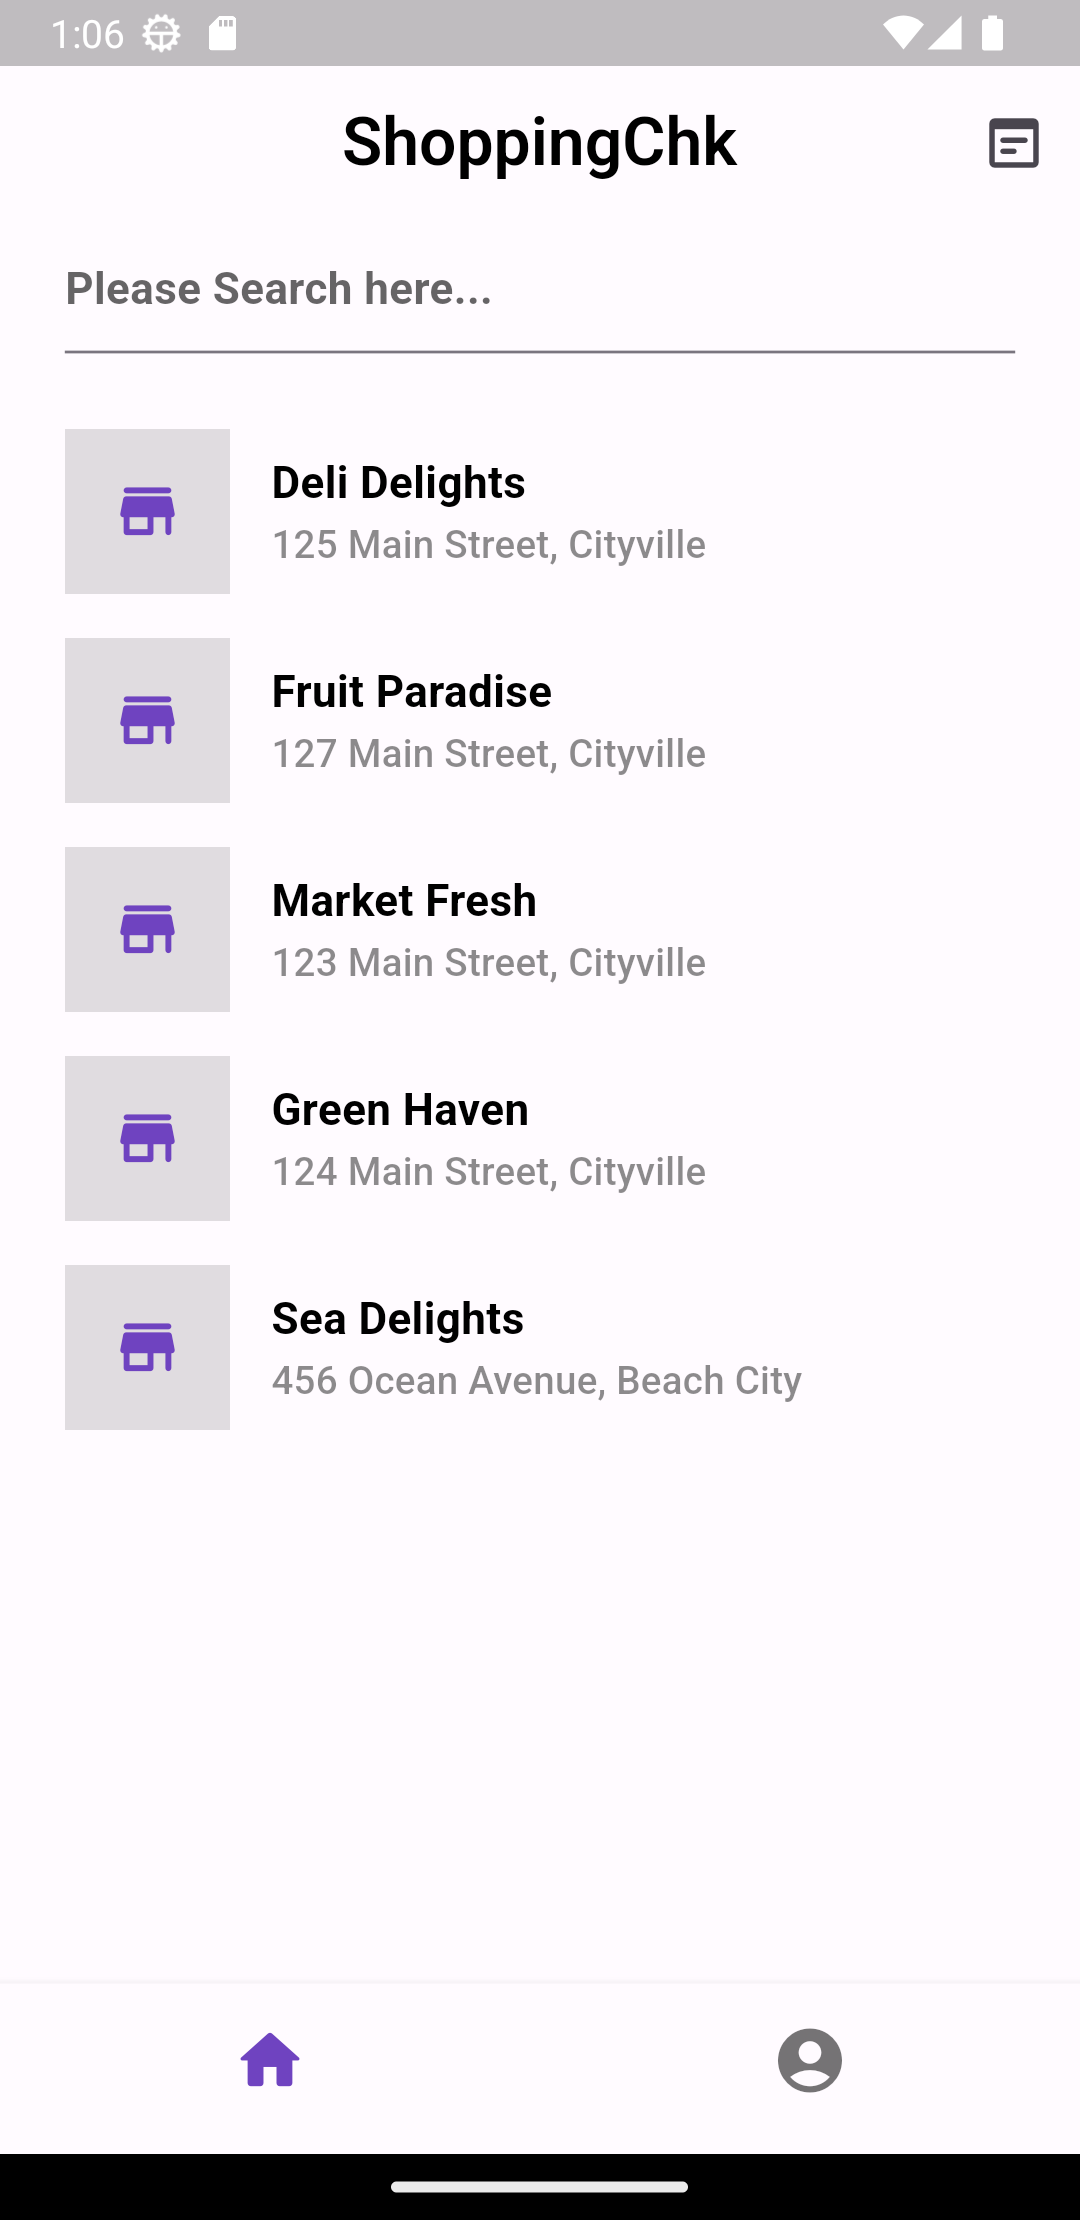 1:06
ShoppingChk
Please Search here...
Deli Delights
125 Main Street, Cityville
Fruit Paradise
127 Main Street, Cityville
Market Fresh
123 Main Street, Cityville
Green Haven
124 Main Street, Cityville
Sea Delights
456 Ocean Avenue, Beach City